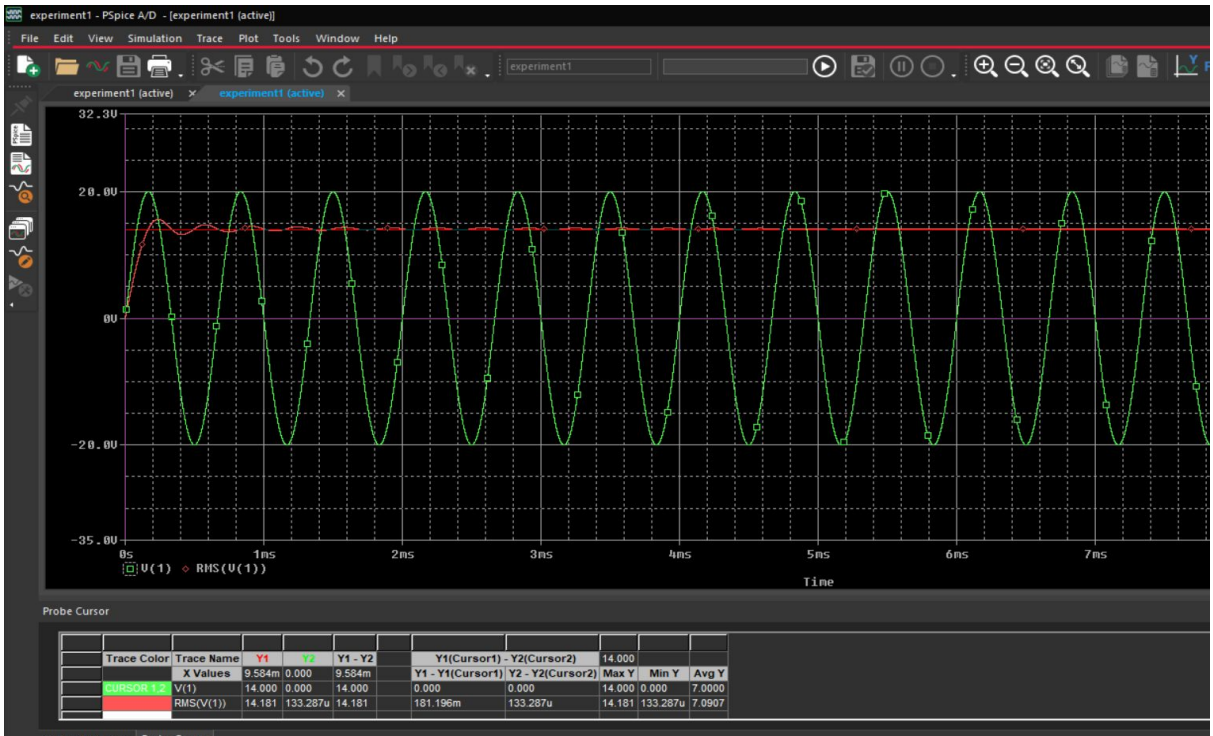 experiment1 - PSpice A/D - [experiment1 (active)]
File Edit View Simulation Trace Plot Tools Window Help
experiment1
experiment1 (active) × experiment1 (active) ×
32.3V
20.0V
0V
-20.0V
-35.0V
0s 1ms 2ms 3ms 4ms 5ms 6ms 7ms
V(1) RMS(V(1))
Time
Probe Cursor
Trace Color Trace Name Y1 Y2 Y1 - Y2 Y1(Cursor1) - Y2(Cursor2) 14.000
X Values 9.584m 0.000 9.584m Y1 - Y1(Cursor1) Y2 - Y2(Cursor2) Max Y Min Y Avg Y
CURSOR 1,2 V(1) 14.000 0.000 14.000 0.000 0.000 14.000 0.000 7.0000
RMS(V(1)) 14.181 133.287u 14.181 181.196m 133.287u 14.181 133.287u 7.0907